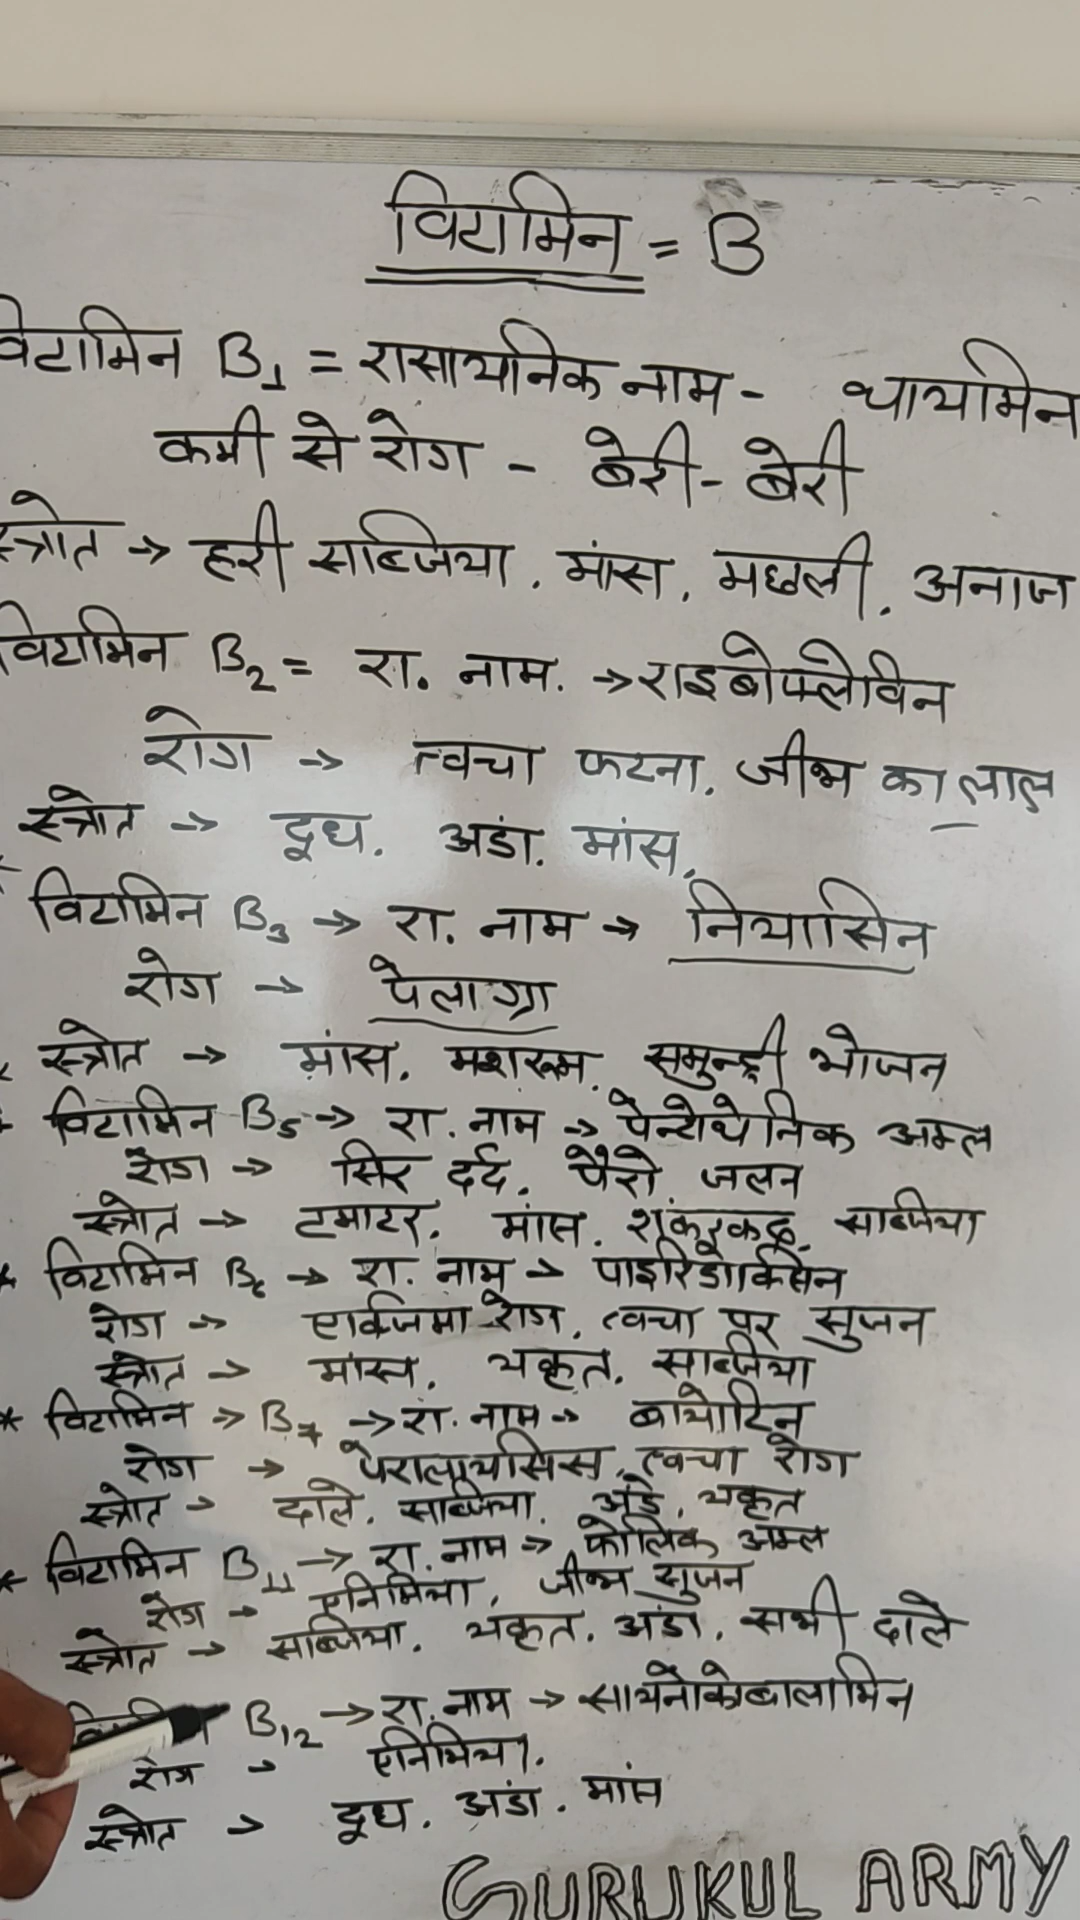 विटामिन = B
विटामिन B1 = रासायनिक नाम - थायमिन
कमी से रोग - बेरी-बेरी
स्त्रोत → हरी सब्जिया. मांस. मछली. अनाज
विटामिन B2 = रा. नाम. → राइबोफ्लेविन
रोग → त्वचा फटना. जीभ का लाल
स्त्रोत → दूध. अडां. मांस.
विटामिन B3 → रा. नाम → नियासिन
रोग → पेलाग्रा
* स्त्रोत → मांस. मशरूम. समुन्द्री भोजन
* विटामिन B5 → रा. नाम → पेन्टोथेनिक अम्ल
रोग → सिर दर्द. पैरो जलन
स्त्रोत → टमाटर. मांस. शकरकद. सब्जिया
* विटामिन B6 → रा. नाम → पाइरिडोक्सिन
रोग → एक्जिमा रोग. त्वचा पर सुजन
स्त्रोत → मांस. यकृत. सब्जिया
* विटामिन → B7 → रा. नाम → बायोटिन
रोग → पेरालायसिस. त्वचा रोग
स्त्रोत → दाले. सब्जिया. अंडे. यकृत
* विटामिन B11 → रा. नाम → फोलिक अम्ल
रोग → एनिमिया. जीभ सुजन
स्त्रोत → सब्जिया. यकृत. अंडा. सभी दाले
B12 → रा. नाम → सायनोकोबालामिन
रोग → एनिमिया.
स्त्रोत → दूध. अंडा. मांस
GURUKUL ARMY